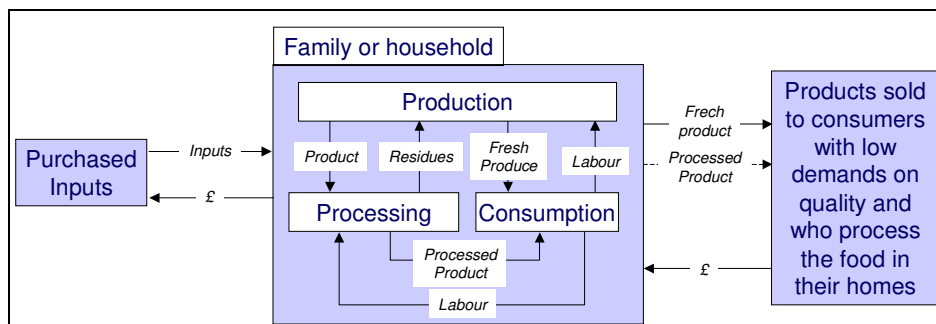 Family or household
Production
Purchased
Inputs
Inputs
£
Product
Residues
Fresh
Produce
Labour
Processing
Consumption
Processed
Product
Labour
Frech
product
Processed
Product
£
Products sold
to consumers
with low
demands on
quality and
who process
the food in
their homes